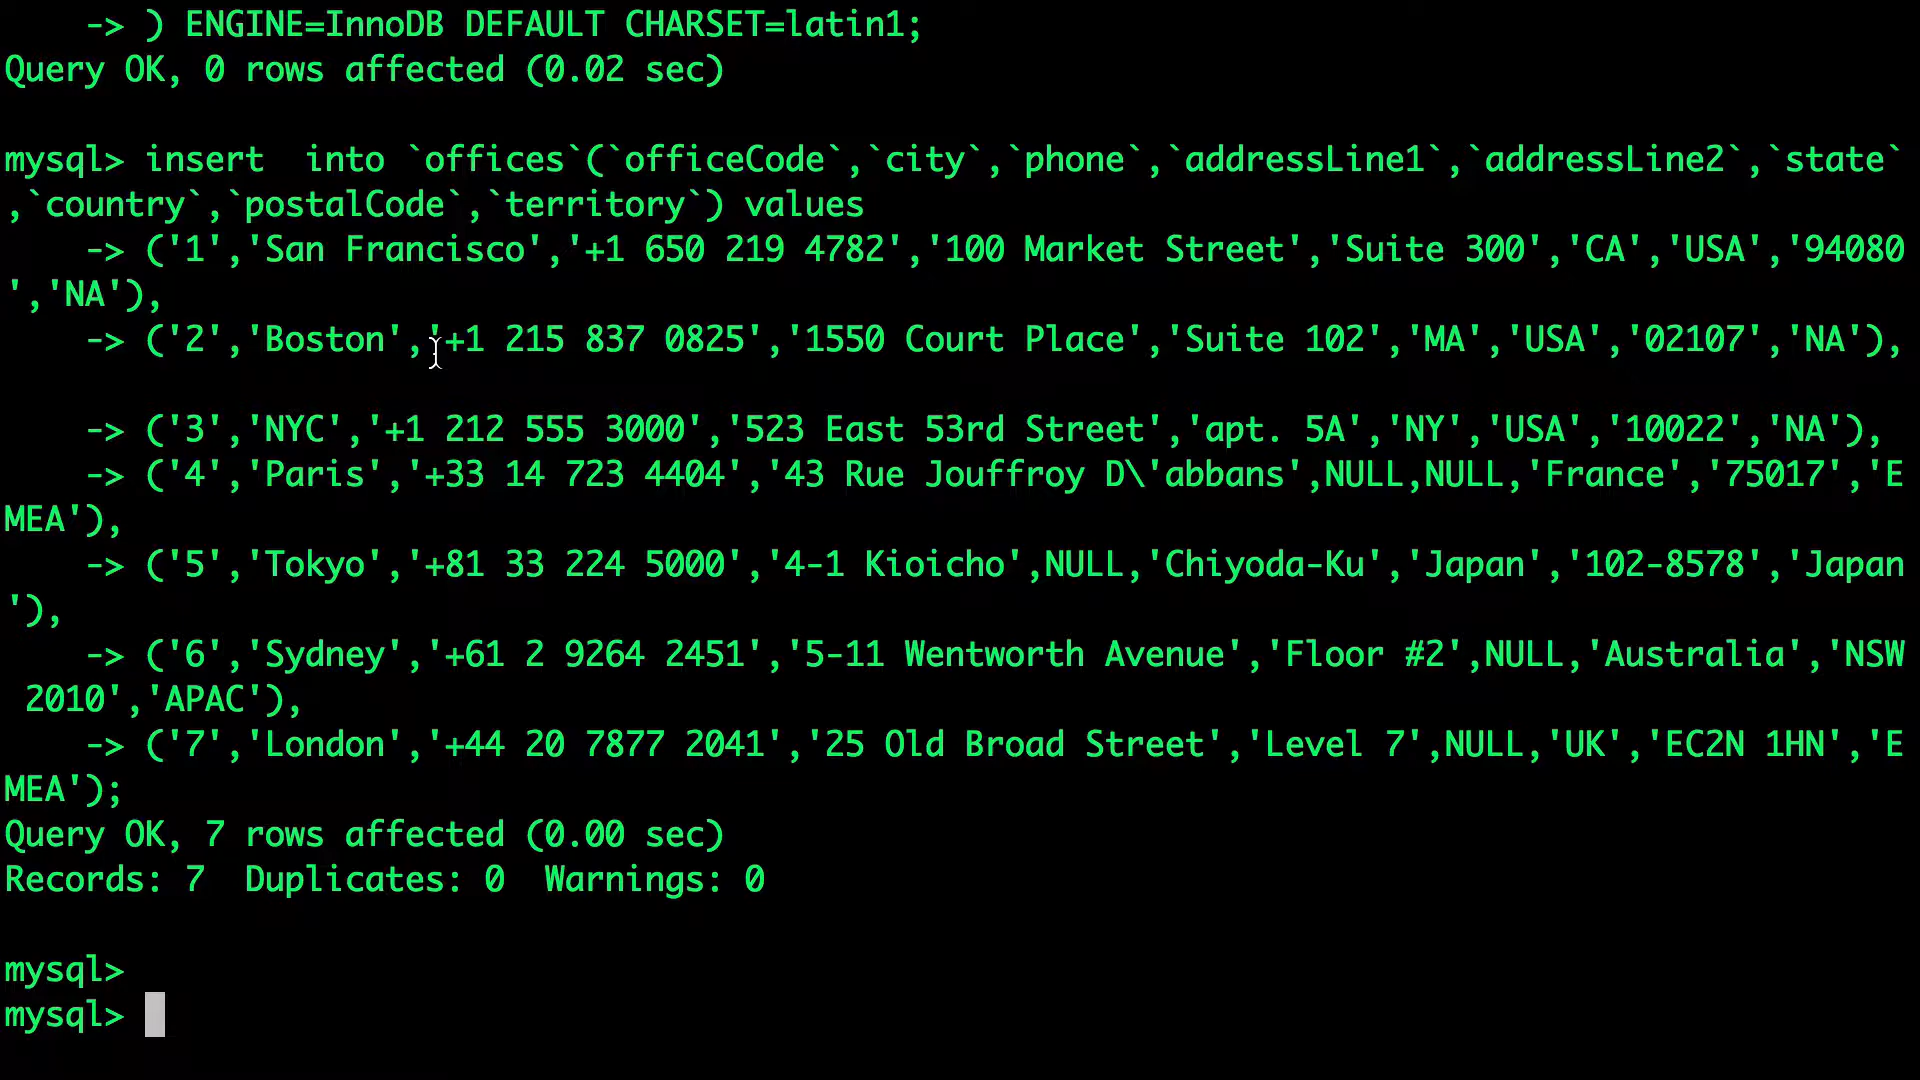 -> ) ENGINE=InnoDB DEFAULT CHARSET=latin1;
Query OK, 0 rows affected (0.02 sec)
mysql> insert  into `offices`(`officeCode`,`city`,`phone`,`addressLine1`,`addressLine2`,`state`
,`country`,`postalCode`,`territory`) values
-> ('1','San Francisco','+1 650 219 4782','100 Market Street','Suite 300','CA','USA','94080
','NA'),
-> ('2','Boston','+1 215 837 0825','1550 Court Place','Suite 102','MA','USA','02107','NA'),
-> ('3','NYC','+1 212 555 3000','523 East 53rd Street','apt. 5A','NY','USA','10022','NA'),
-> ('4','Paris','+33 14 723 4404','43 Rue Jouffroy D\'abbans',NULL,NULL,'France','75017','E
MEA'),
-> ('5','Tokyo','+81 33 224 5000','4-1 Kioicho',NULL,'Chiyoda-Ku','Japan','102-8578','Japan
'),
-> ('6','Sydney','+61 2 9264 2451','5-11 Wentworth Avenue','Floor #2',NULL,'Australia','NSW
2010','APAC'),
-> ('7','London','+44 20 7877 2041','25 Old Broad Street','Level 7',NULL,'UK','EC2N 1HN','E
MEA');
Query OK, 7 rows affected (0.00 sec)
Records: 7  Duplicates: 0  Warnings: 0
mysql>
mysql>